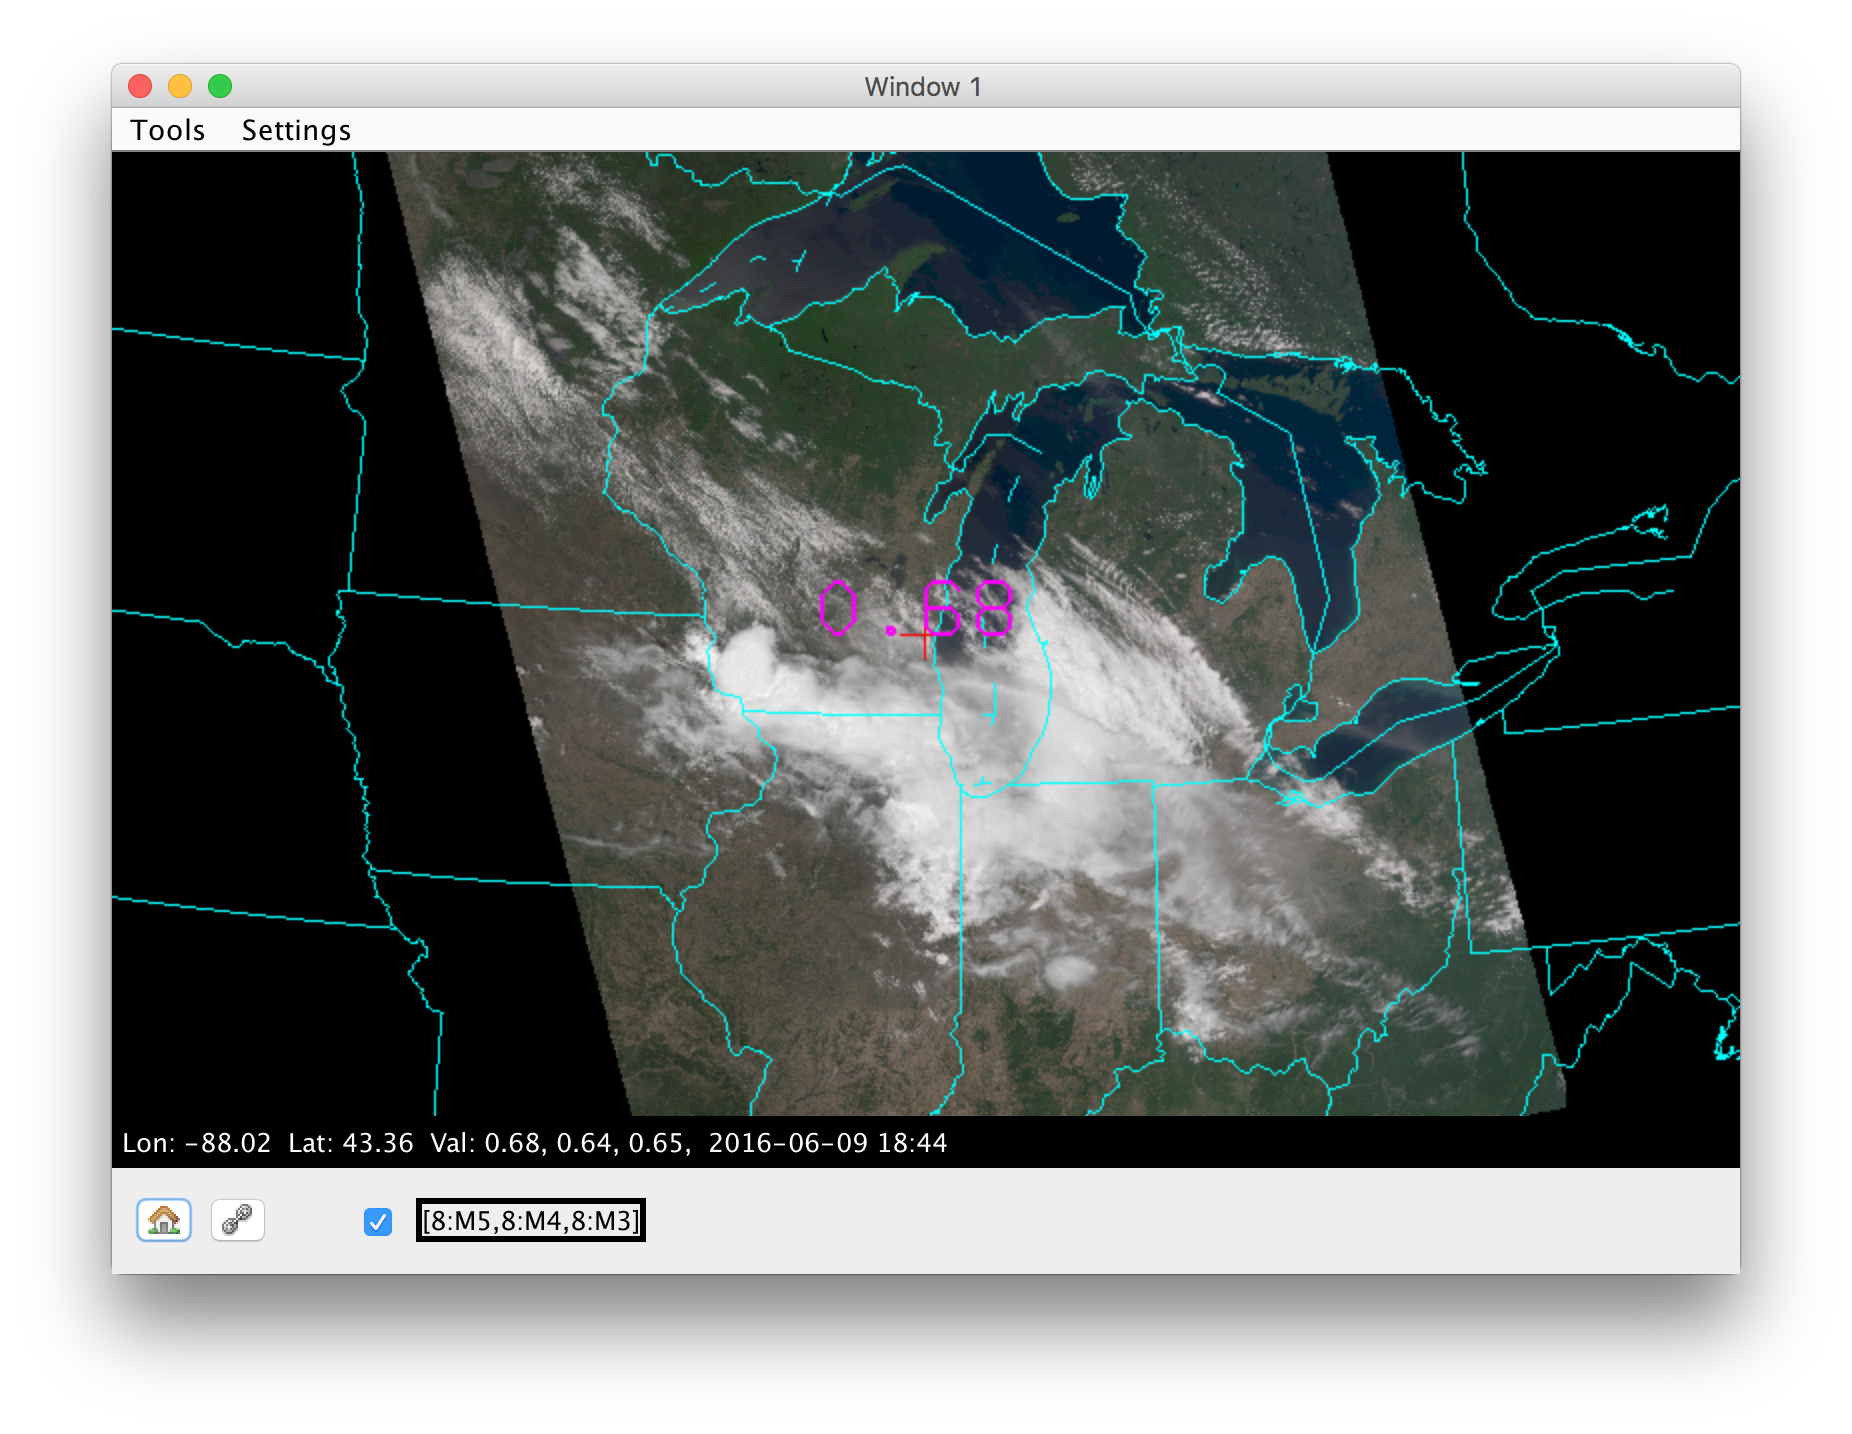 Window 1
Tools Settings
0.68
Lon: -88.02 Lat: 43.36 Val: 0.68, 0.64, 0.65, 2016-06-09 18:44
[8:M5,8:M4,8:M3]